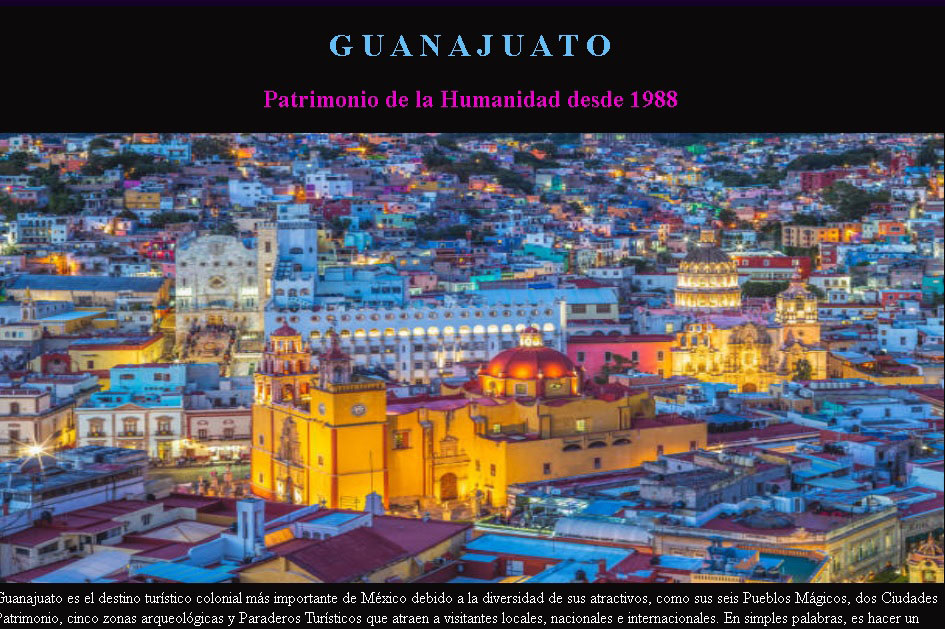 GUANAJUATO
Patrimonio de la Humanidad desde 1988
Guanajuato es el destino turístico colonial más importante de México debido a la diversidad de sus atractivos, como sus seis Pueblos Mágicos, dos Ciudades
Patrimonio, cinco zonas arqueológicas y Paraderos Turísticos que atraen a visitantes locales, nacionales e internacionales. En simples palabras, es hacer un